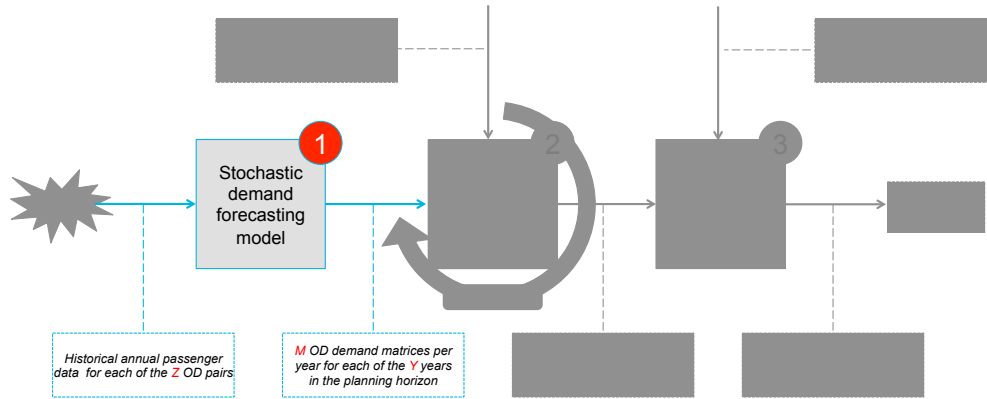 1
2
3
Stochastic
demand
forecasting
model
Historical annual passenger
data for each of the Z OD pairs
M OD demand matrices per
year for each of the Y years
in the planning horizon